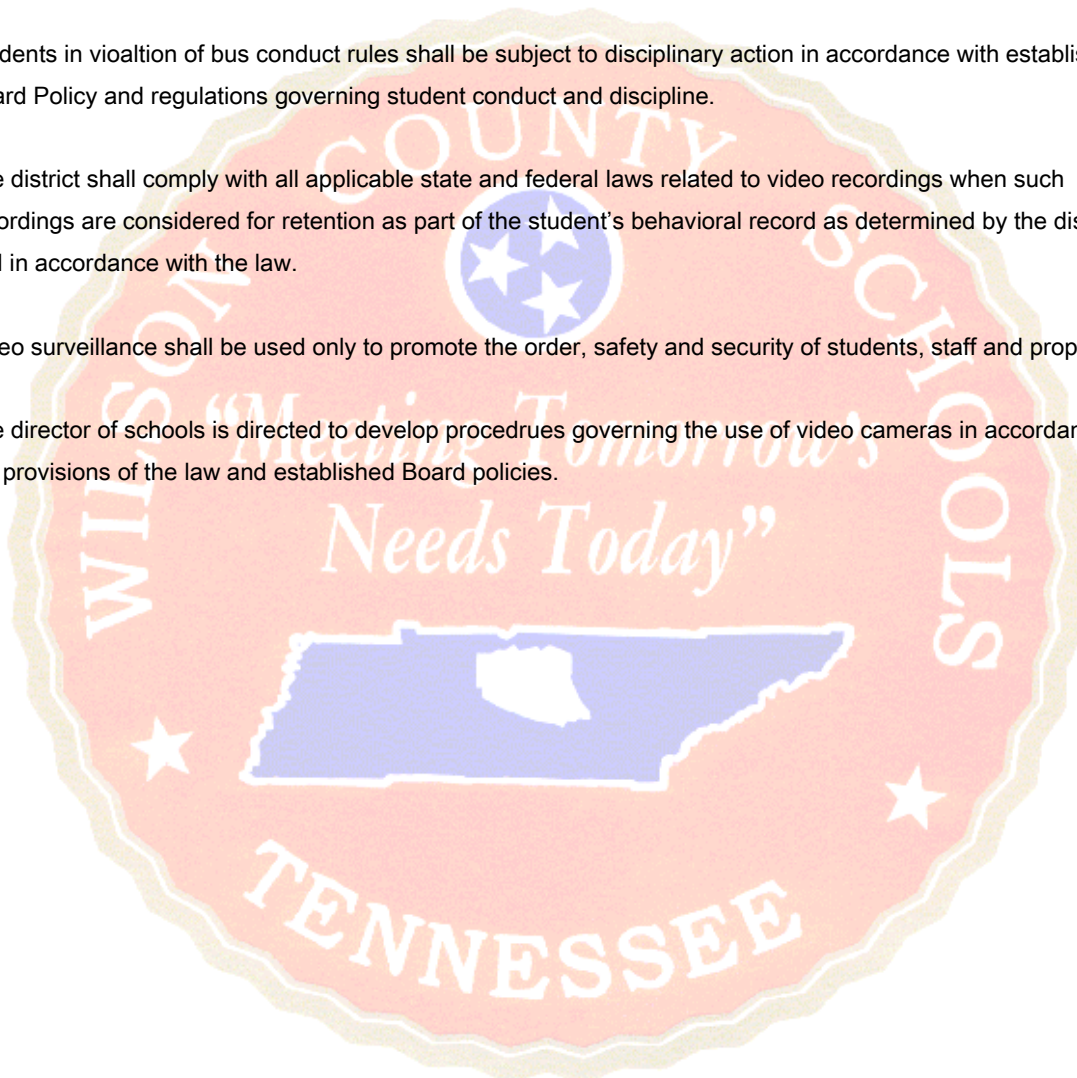 dents in vioaltion of bus conduct rules shall be subject to disciplinary action in accordance with establis
ard Policy and regulations governing student conduct and discipline.
e district shall comply with all applicable state and federal laws related to video recordings when such
ordings are considered for retention as part of the student's behavioral record as determined by the dis
l in accordance with the law.
eo surveillance shall be used only to promote the order, safety and security of students, staff and prop
e director of schools is directed to develop procedrues governing the use of video cameras in accordan
provisions of the law and established Board policies.
WILSON COUNTY SCHOOLS
“Meeting Tomorrow's
Needs Today”
TENNESSEE